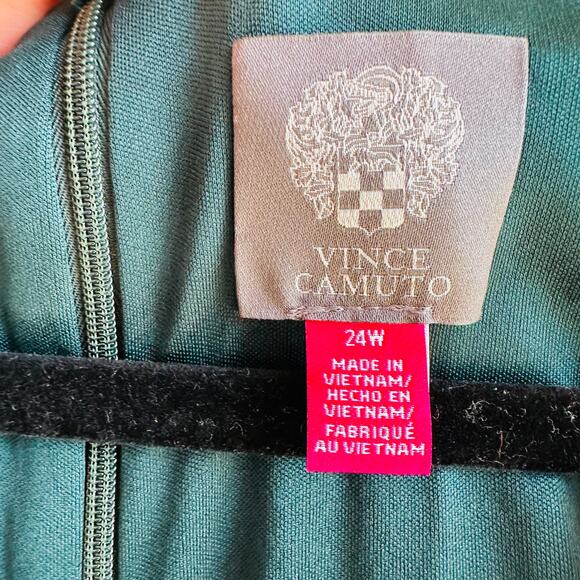 VINCE
CAMUTO
24W
MADE IN
VIETNAM/
HECHO EN
VIETNAM/
FABRIQUÉ
AU VIETNAM